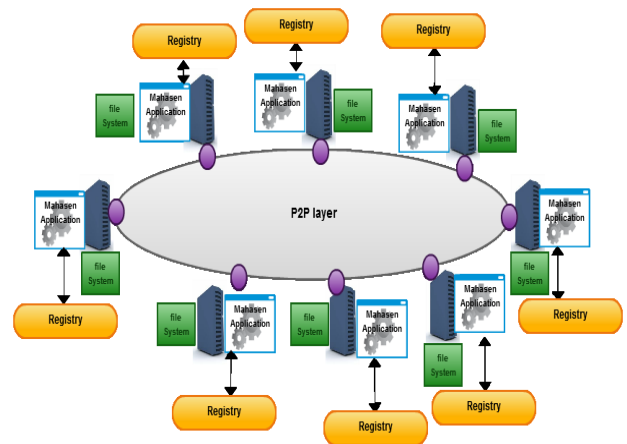 Registry
Registry
Registry
Mahasen
Application
file
System
Mahasen
Application
file
System
Mahasen
Application
file
System
Mahasen
Application
file
System
Registry
P2P layer
Mahasen
Application
file
System
Registry
file
System
Mahasen
Application
Registry
file
System
Mahasen
Application
Registry
Mahasen
Application
file
System
Registry